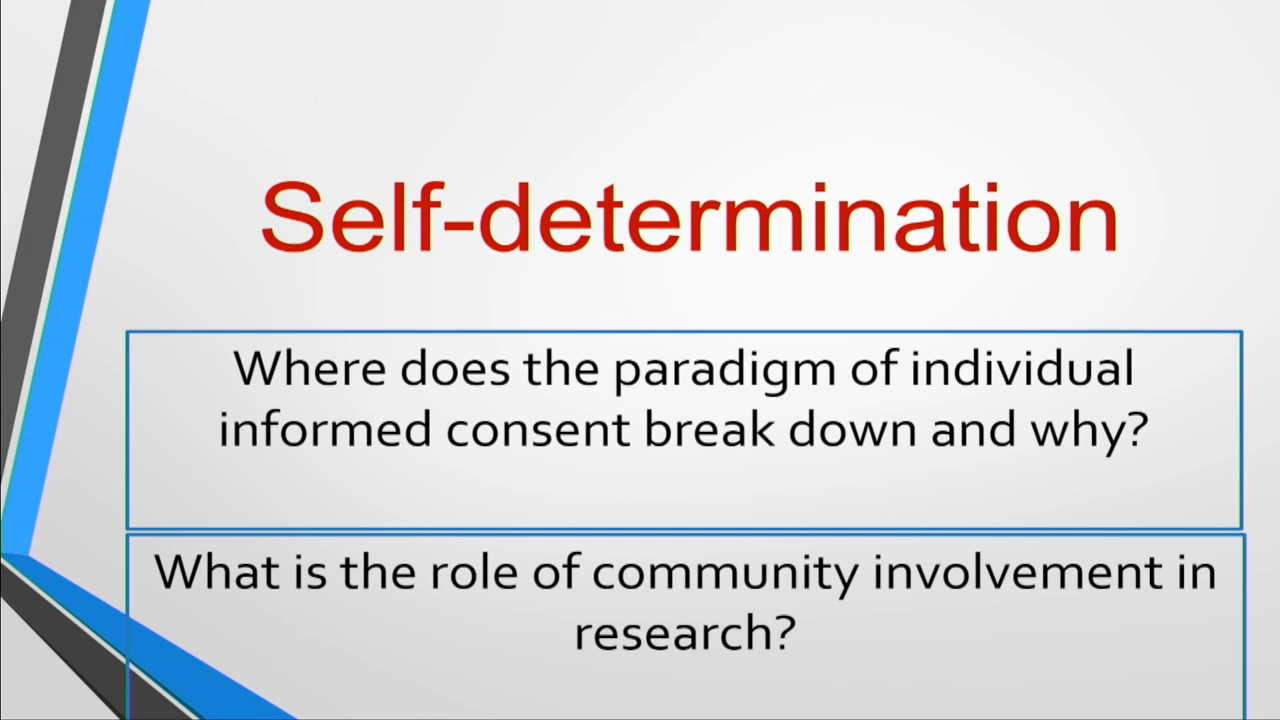 Self-determination
Where does the paradigm of individual
informed consent break down and why?
What is the role of community involvement in
research?